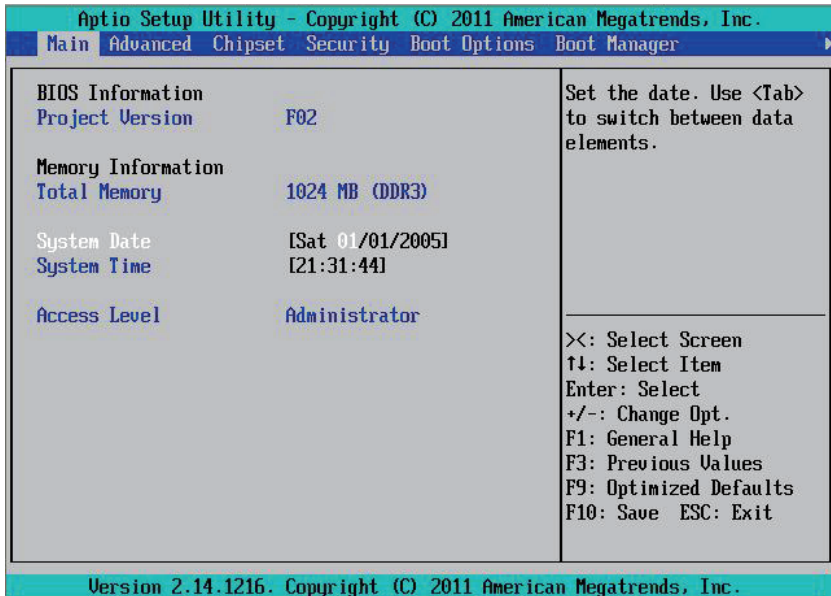 Aptio Setup Utility - Copyright (C) 2011 American Megatrends, Inc.
Main Advanced Chipset Security Boot Options Boot Manager
BIOS Information
Project Version F02
Memory Information
Total Memory 1024 MB (DDR3)
System Date [Sat 01/01/2005]
System Time [21:31:44]
Access Level Administrator
Set the date. Use <Tab>
to switch between data
elements.
><: Select Screen
↑↓: Select Item
Enter: Select
+/-: Change Opt.
F1: General Help
F3: Previous Values
F9: Optimized Defaults
F10: Save ESC: Exit
Version 2.14.1216. Copyright (C) 2011 American Megatrends, Inc.